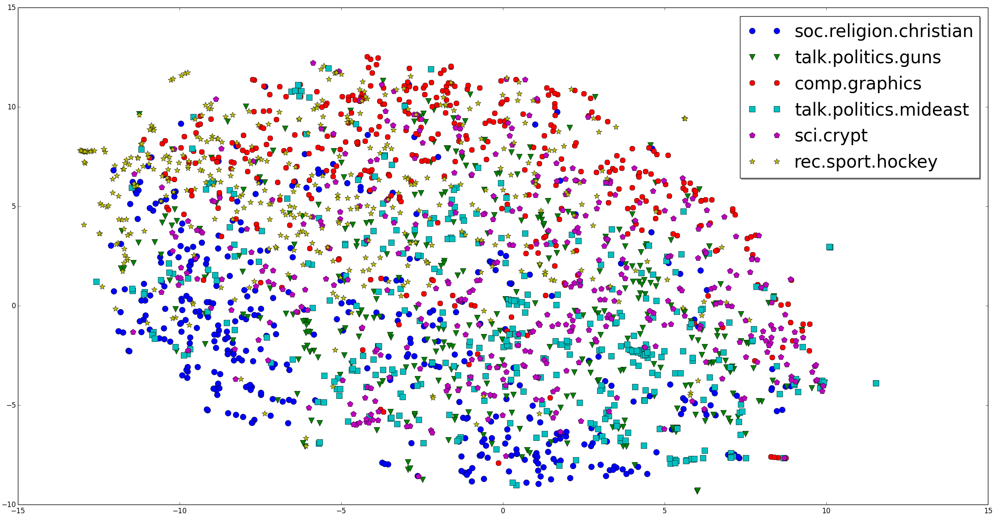 15
10
5
0
−5
−10
−15
−10
−5
0
5
10
15
soc.religion.christian
talk.politics.guns
comp.graphics
talk.politics.mideast
sci.crypt
rec.sport.hockey